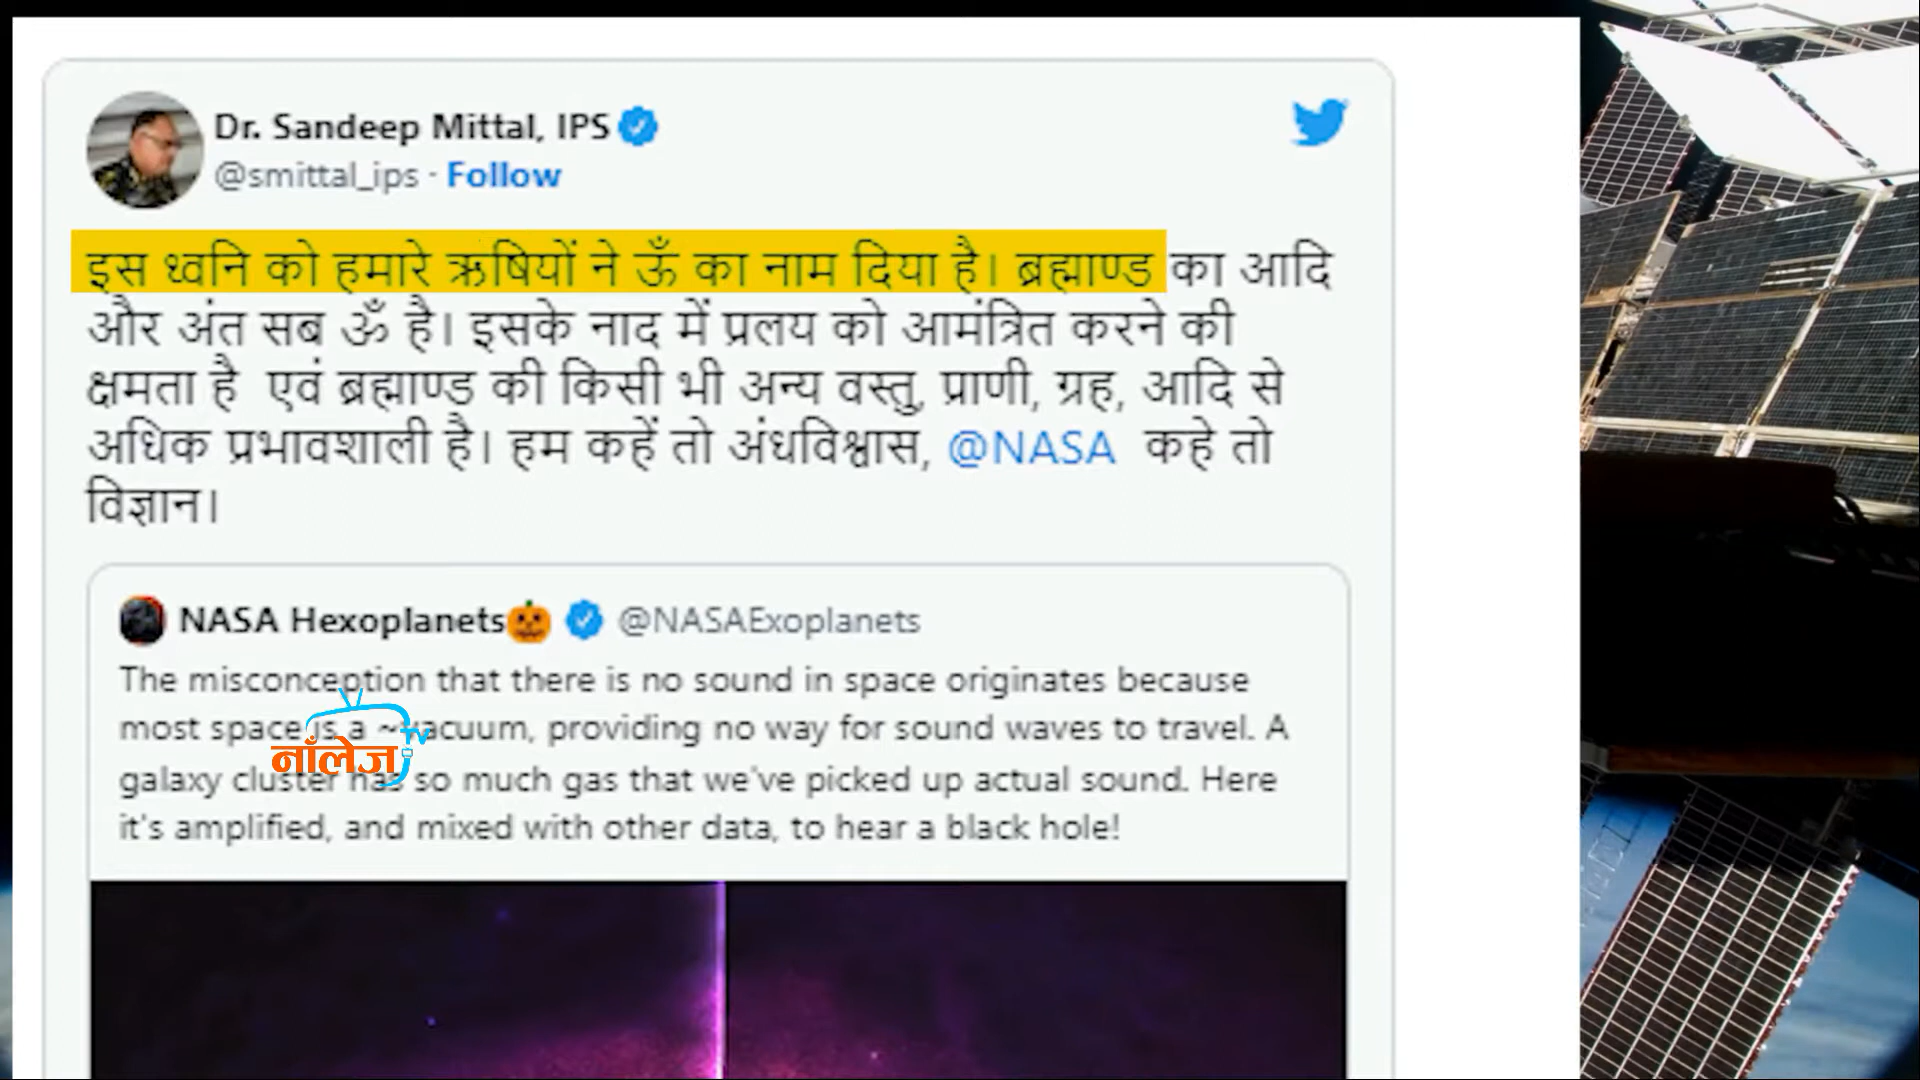 Dr. Sandeep Mittal, IPS
@smittal_ips · Follow
इस ध्वनि को हमारे ऋषियों ने ऊँ का नाम दिया है। ब्रह्माण्ड का आदि
और अंत सब ॐ है। इसके नाद में प्रलय को आमंत्रित करने की
क्षमता है एवं ब्रह्माण्ड की किसी भी अन्य वस्तु, प्राणी, ग्रह, आदि से
अधिक प्रभावशाली है। हम कहें तो अंधविश्वास, @NASA कहे तो
विज्ञान।
NASA Hexoplanets🎃 @NASAExoplanets
The misconception that there is no sound in space originates because
most space is a ~vacuum, providing no way for sound waves to travel. A
galaxy cluster has so much gas that we've picked up actual sound. Here
it's amplified, and mixed with other data, to hear a black hole!
नॉलेज TV